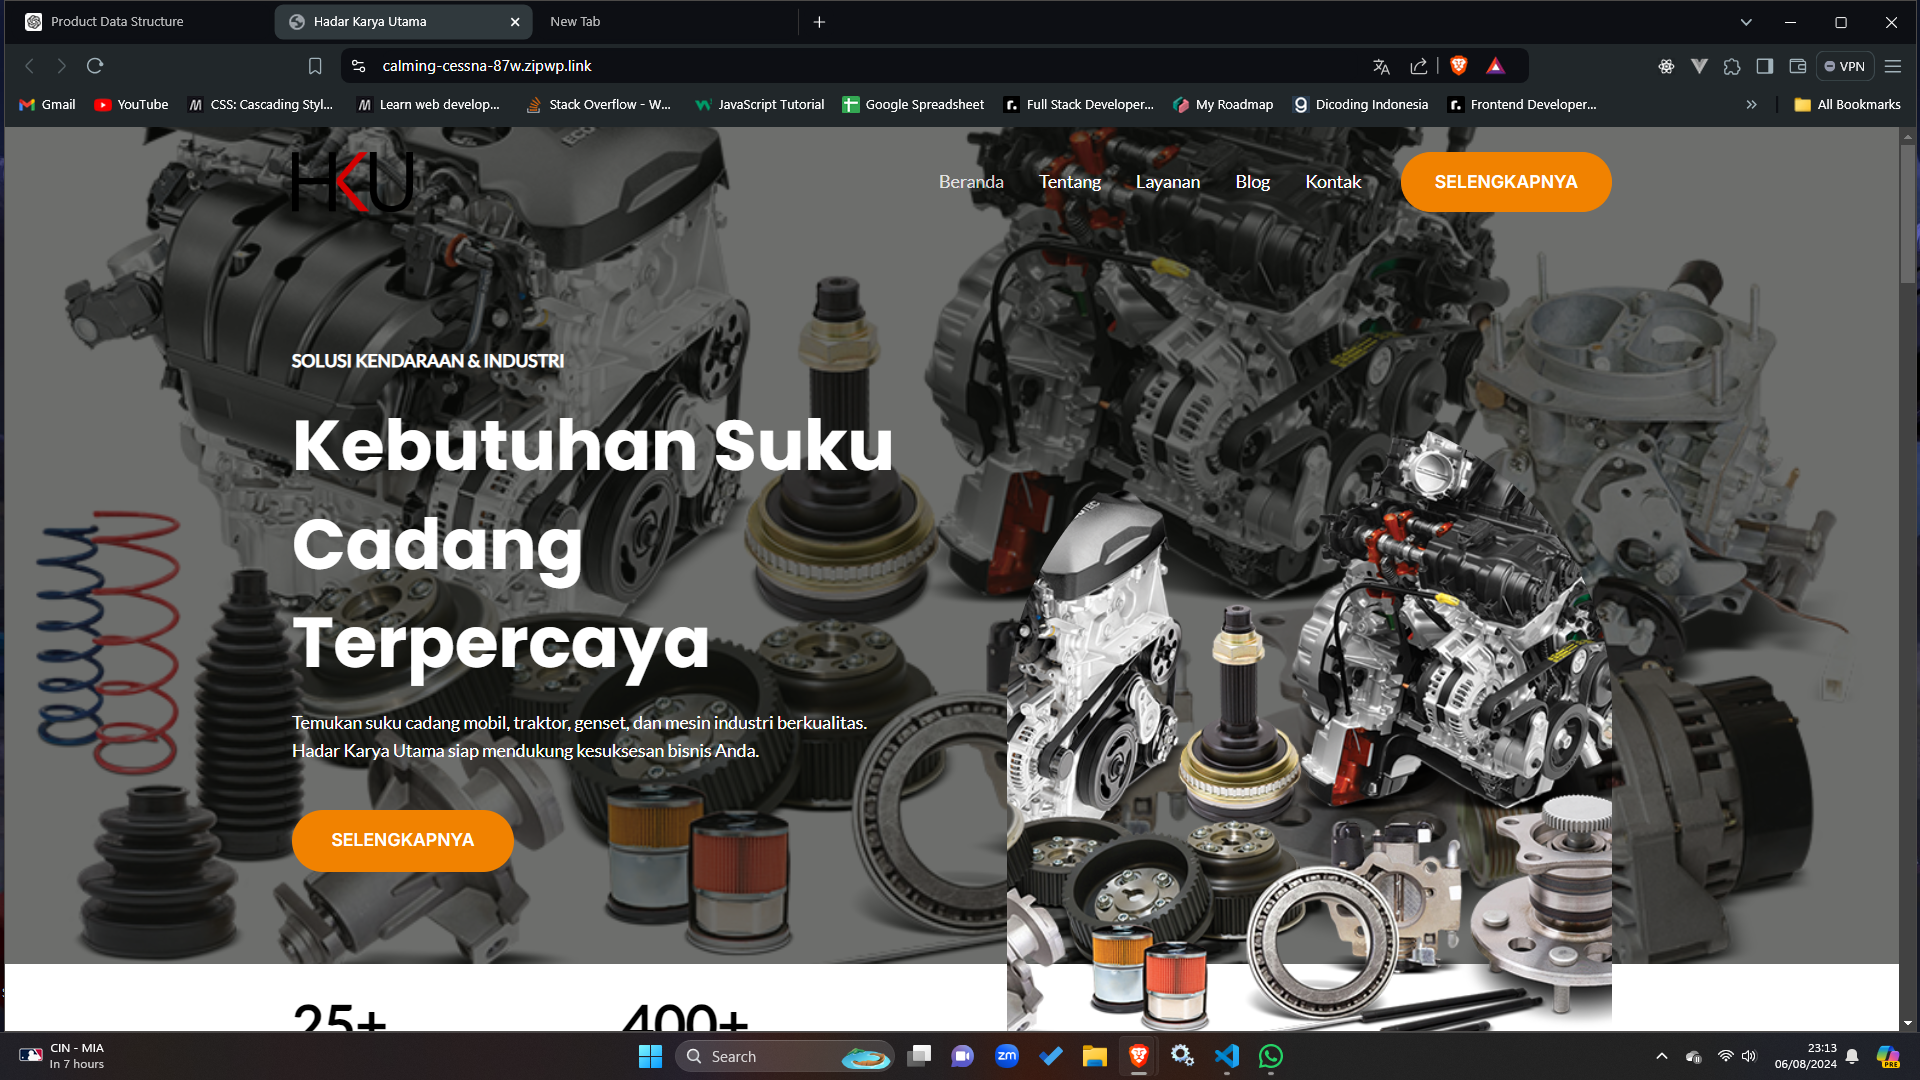 Product Data Structure
Hadar Karya Utama
New Tab
calming-cessna-87w.zipwp.link
VPN
Gmail
YouTube
CSS: Cascading Styl...
Learn web develop...
Stack Overflow - W...
JavaScript Tutorial
Google Spreadsheet
Full Stack Developer...
My Roadmap
Dicoding Indonesia
Frontend Developer...
All Bookmarks
HKU
Beranda
Tentang
Layanan
Blog
Kontak
SELENGKAPNYA
SOLUSI KENDARAAN & INDUSTRI
Kebutuhan Suku
Cadang
Terpercaya
Temukan suku cadang mobil, traktor, genset, dan mesin industri berkualitas.
Hadar Karya Utama siap mendukung kesuksesan bisnis Anda.
SELENGKAPNYA
25+
400+
CIN - MIA
In 7 hours
Search
zm
23:13
06/08/2024
PRE